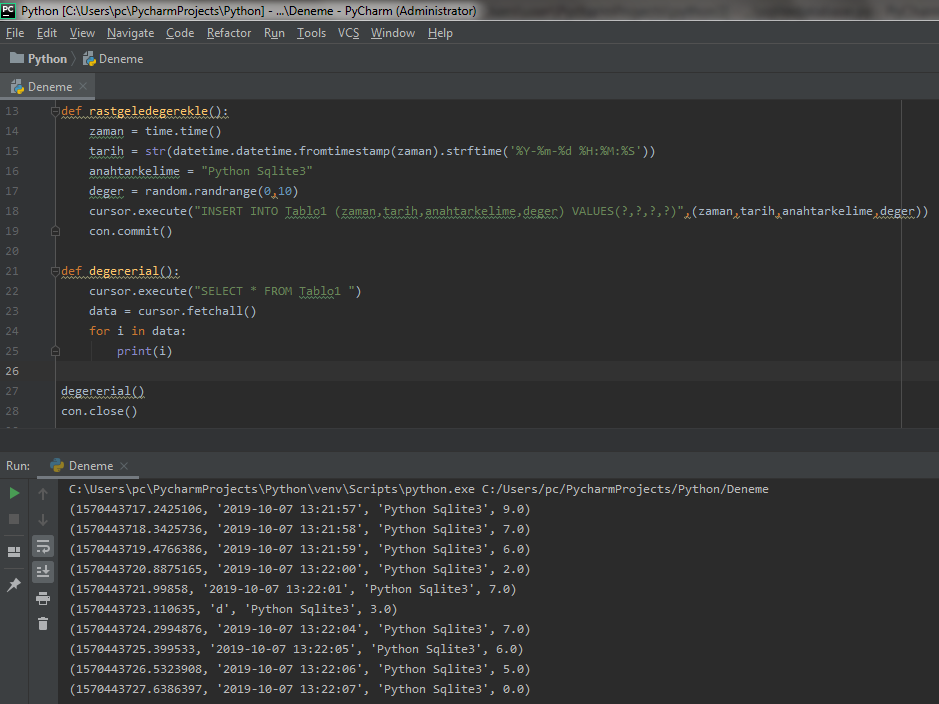 PC Python [C:\Users\pc\PycharmProjects\Python] - ...\Deneme - PyCharm (Administrator)
File Edit View Navigate Code Refactor Run Tools VCS Window Help
Python Deneme
Deneme
13 def rastgeledegerekle():
14 zaman = time.time()
15 tarih = str(datetime.datetime.fromtimestamp(zaman).strftime('%Y-%m-%d %H:%M:%S'))
16 anahtarkelime = "Python Sqlite3"
17 deger = random.randrange(0,10)
18 cursor.execute("INSERT INTO Tablo1 (zaman,tarih,anahtarkelime,deger) VALUES(?,?,?,?)",(zaman,tarih,anahtarkelime,deger))
19 con.commit()
20
21 def degererial():
22 cursor.execute("SELECT * FROM Tablo1 ")
23 data = cursor.fetchall()
24 for i in data:
25 print(i)
26
27 degererial()
28 con.close()
Run: Deneme
C:\Users\pc\PycharmProjects\Python\venv\Scripts\python.exe C:/Users/pc/PycharmProjects/Python/Deneme
(1570443717.2425106, '2019-10-07 13:21:57', 'Python Sqlite3', 9.0)
(1570443718.3425736, '2019-10-07 13:21:58', 'Python Sqlite3', 7.0)
(1570443719.4766386, '2019-10-07 13:21:59', 'Python Sqlite3', 6.0)
(1570443720.8875165, '2019-10-07 13:22:00', 'Python Sqlite3', 2.0)
(1570443721.99858, '2019-10-07 13:22:01', 'Python Sqlite3', 7.0)
(1570443723.110635, 'd', 'Python Sqlite3', 3.0)
(1570443724.2994876, '2019-10-07 13:22:04', 'Python Sqlite3', 7.0)
(1570443725.399533, '2019-10-07 13:22:05', 'Python Sqlite3', 6.0)
(1570443726.5323908, '2019-10-07 13:22:06', 'Python Sqlite3', 5.0)
(1570443727.6386397, '2019-10-07 13:22:07', 'Python Sqlite3', 0.0)